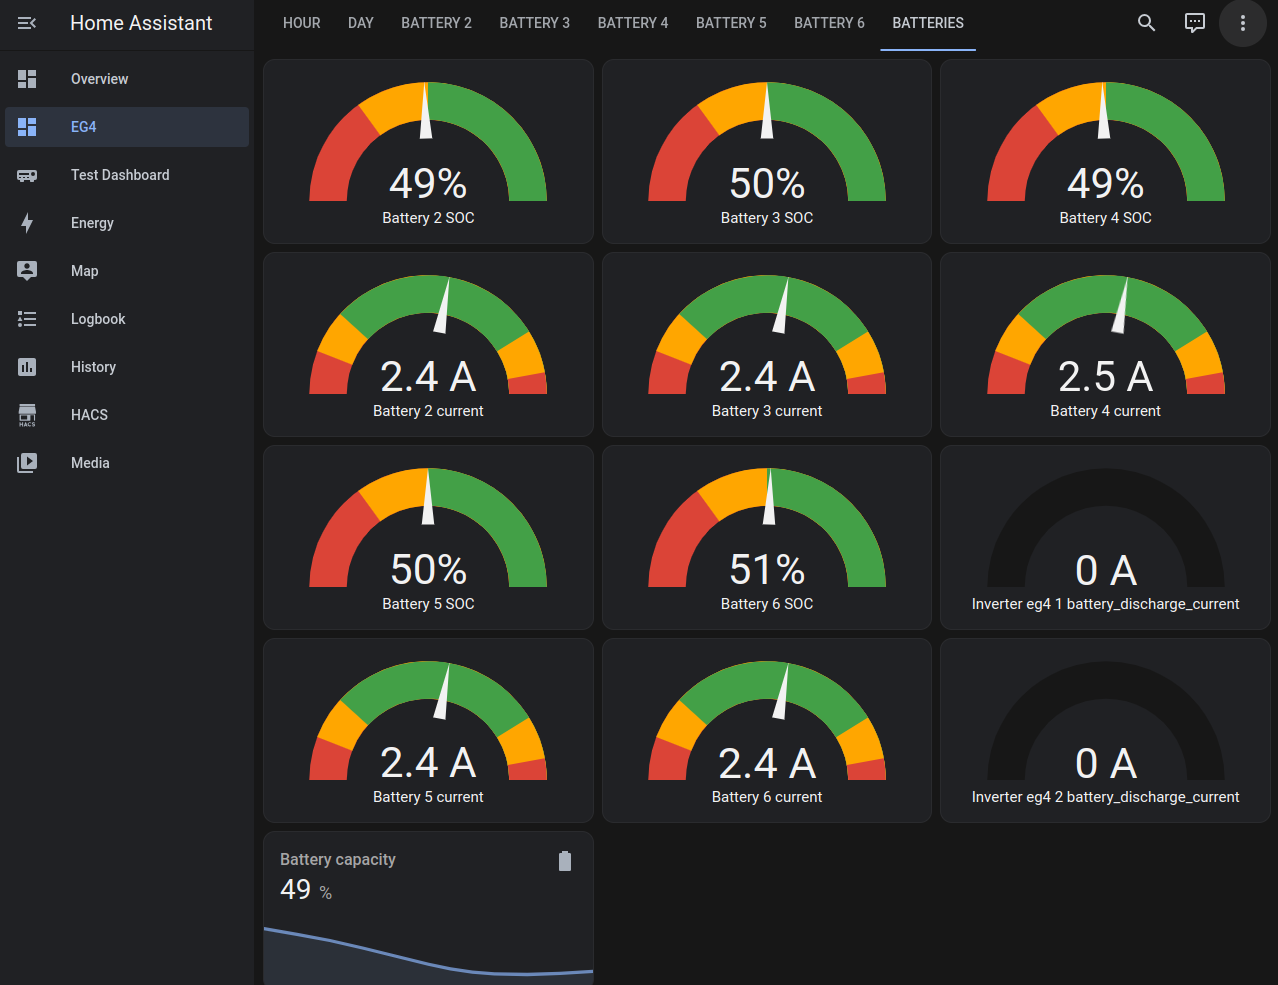 Home Assistant
HOUR
DAY
BATTERY 2
BATTERY 3
BATTERY 4
BATTERY 5
BATTERY 6
BATTERIES
Overview
EG4
Test Dashboard
Energy
Map
Logbook
History
HACS
HACS
Media
49%
Battery 2 SOC
50%
Battery 3 SOC
49%
Battery 4 SOC
2.4 A
Battery 2 current
2.4 A
Battery 3 current
2.5 A
Battery 4 current
50%
Battery 5 SOC
51%
Battery 6 SOC
0 A
Inverter eg4 1 battery_discharge_current
2.4 A
Battery 5 current
2.4 A
Battery 6 current
0 A
Inverter eg4 2 battery_discharge_current
Battery capacity
49 %